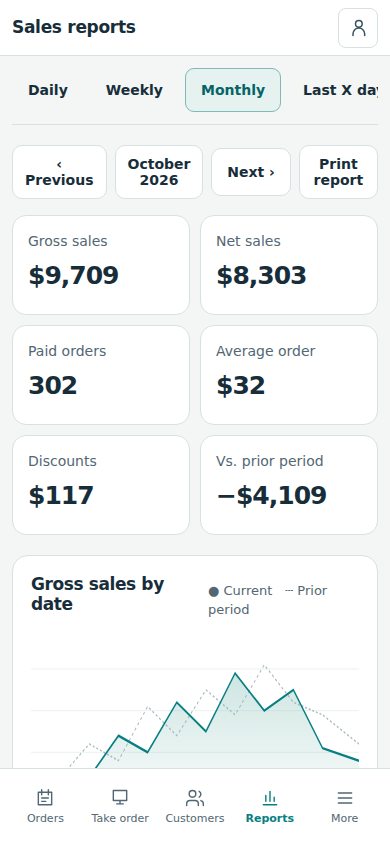 Sales reports
Daily Weekly Monthly Last X day
‹ Previous
October 2026
Next ›
Print report
Gross sales
$9,709
Net sales
$8,303
Paid orders
302
Average order
$32
Discounts
$117
Vs. prior period
−$4,109
Gross sales by date
● Current ┄ Prior period
Orders Take order Customers Reports More